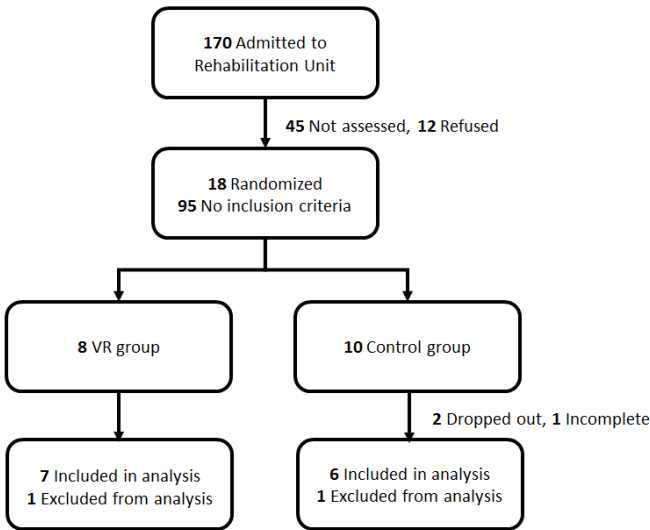 170 Admitted to
Rehabilitation Unit
45 Not assessed, 12 Refused
18 Randomized
95 No inclusion criteria
8 VR group
10 Control group
2 Dropped out, 1 Incomplete
7 Included in analysis
1 Excluded from analysis
6 Included in analysis
1 Excluded from analysis